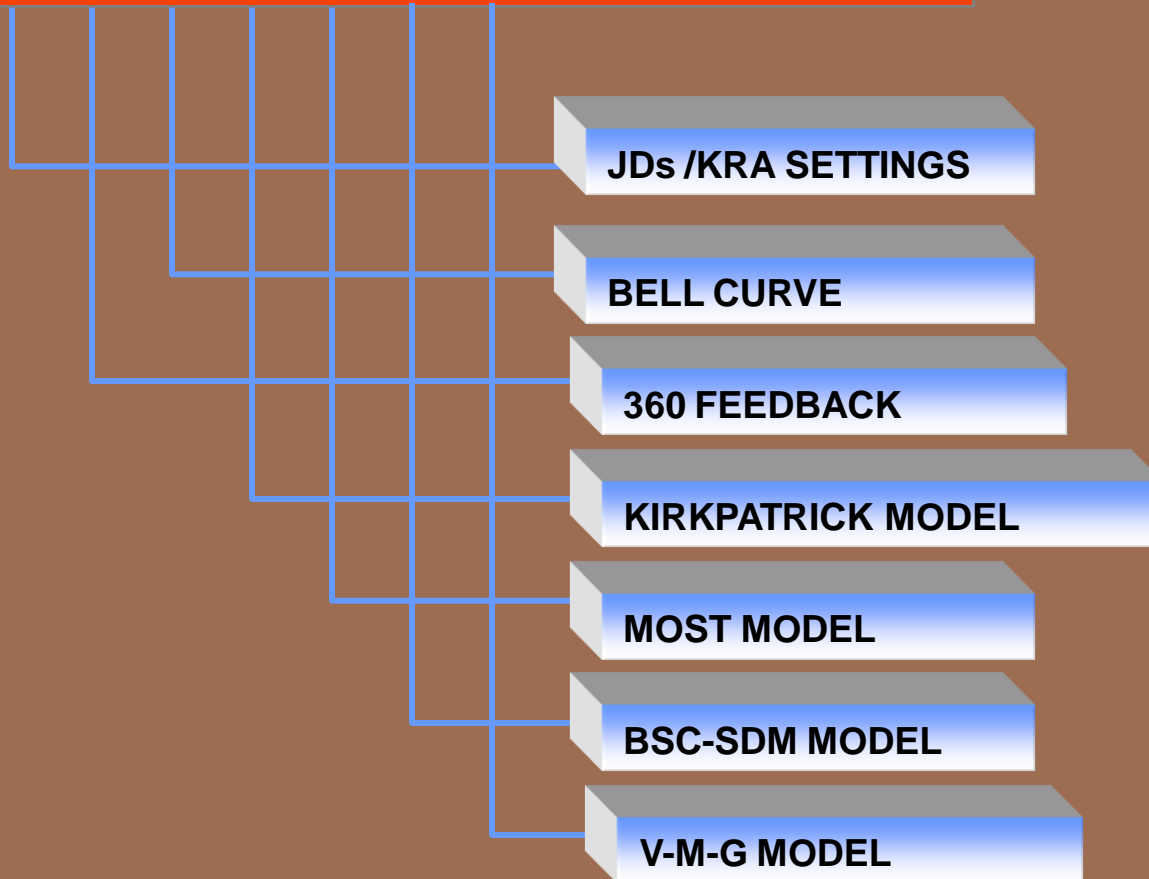 JDs /KRA SETTINGS
BELL CURVE
360 FEEDBACK
KIRKPATRICK MODEL
MOST MODEL
BSC-SDM MODEL
V-M-G MODEL